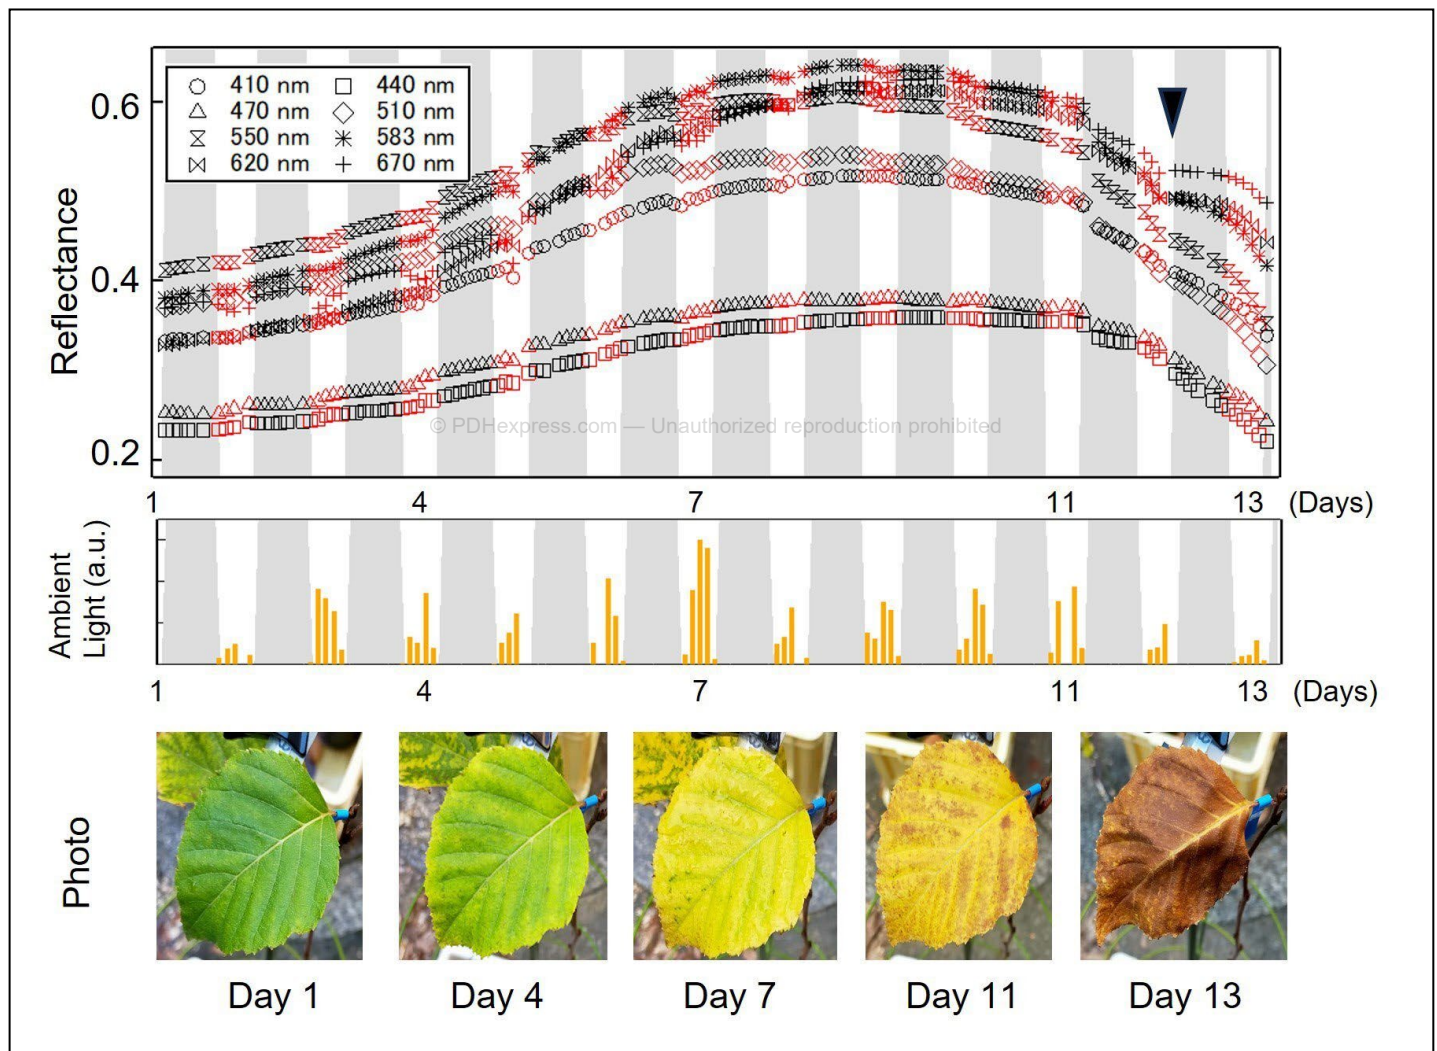 410 nm 440 nm
470 nm 510 nm
550 nm 583 nm
620 nm 670 nm
Reflectance
0.6
0.4
0.2
© PDHexpress.com — Unauthorized reproduction prohibited
1 4 7 11 13 (Days)
Ambient
Light (a.u.)
1 4 7 11 13 (Days)
Photo
Day 1 Day 4 Day 7 Day 11 Day 13